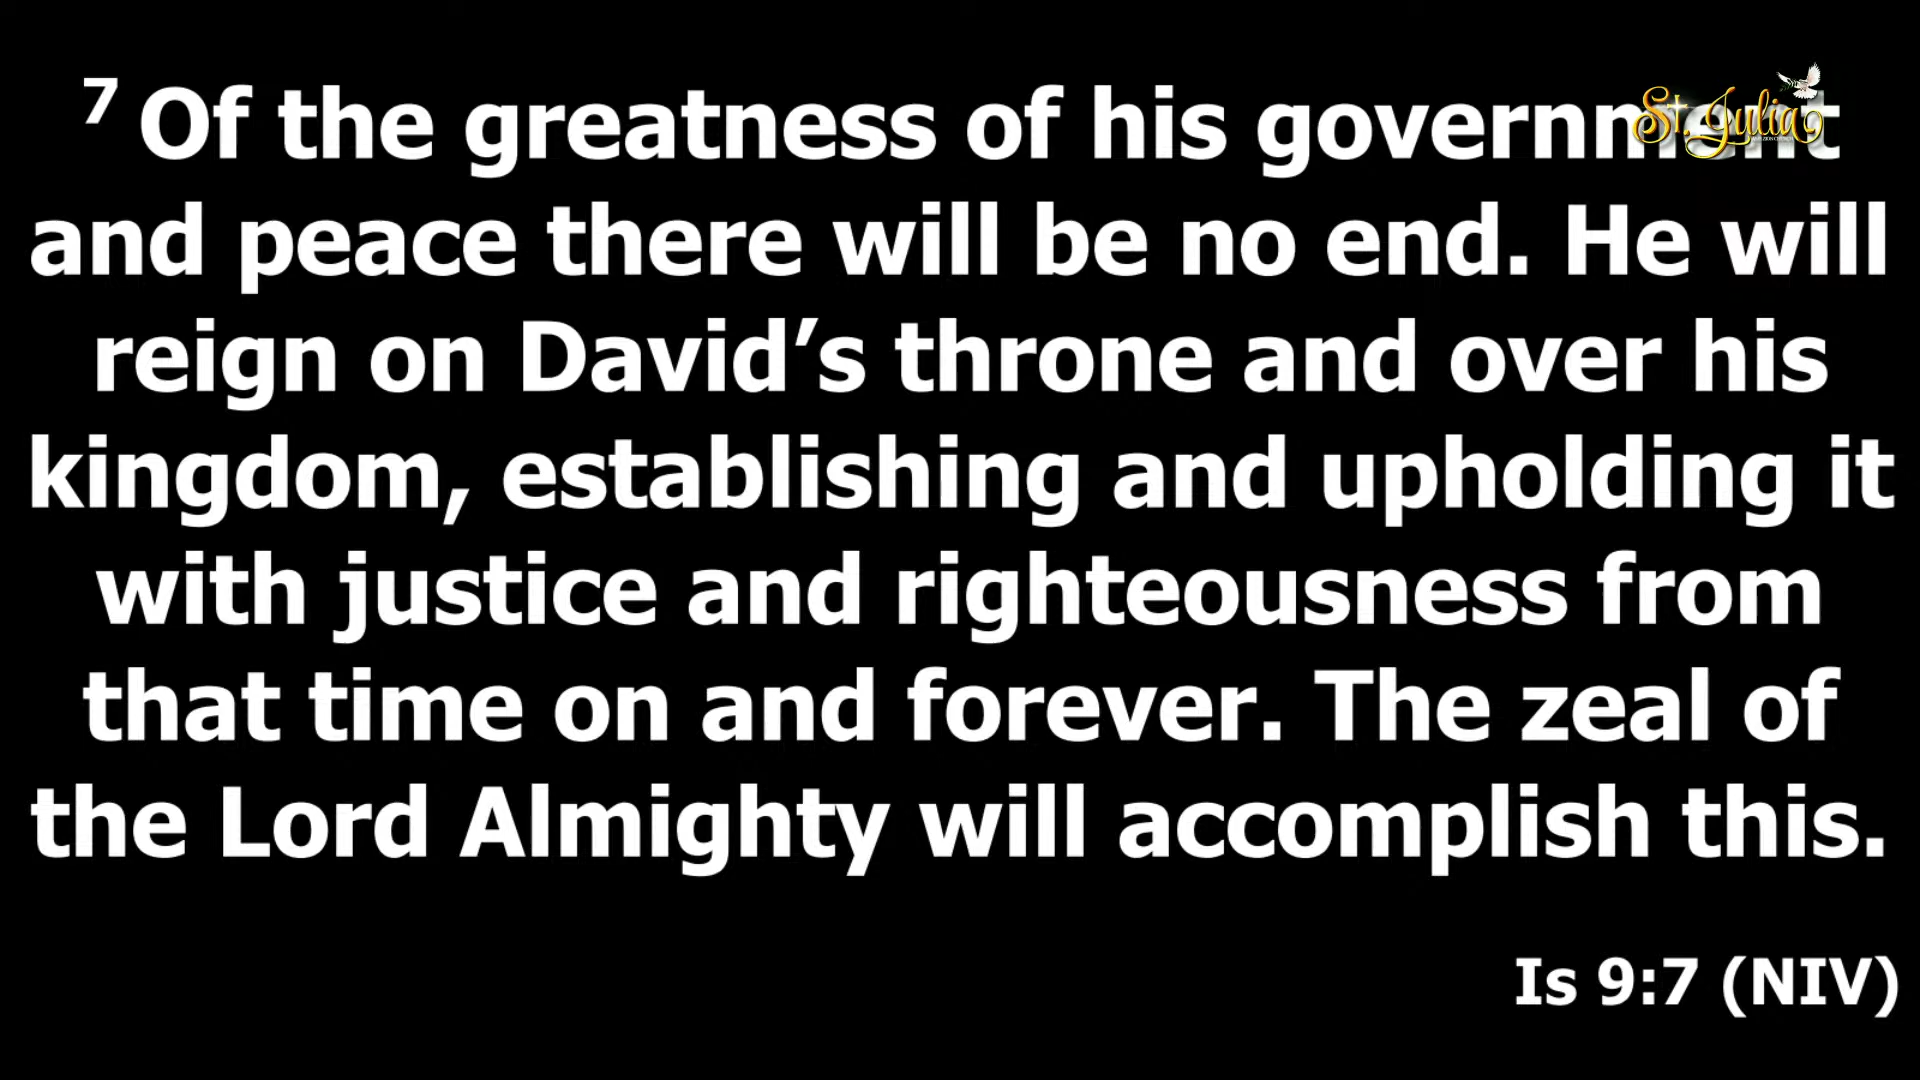 7 Of the greatness of his government
and peace there will be no end. He will
reign on David’s throne and over his
kingdom, establishing and upholding it
with justice and righteousness from
that time on and forever. The zeal of
the Lord Almighty will accomplish this.
Is 9:7 (NIV)
St. Julia